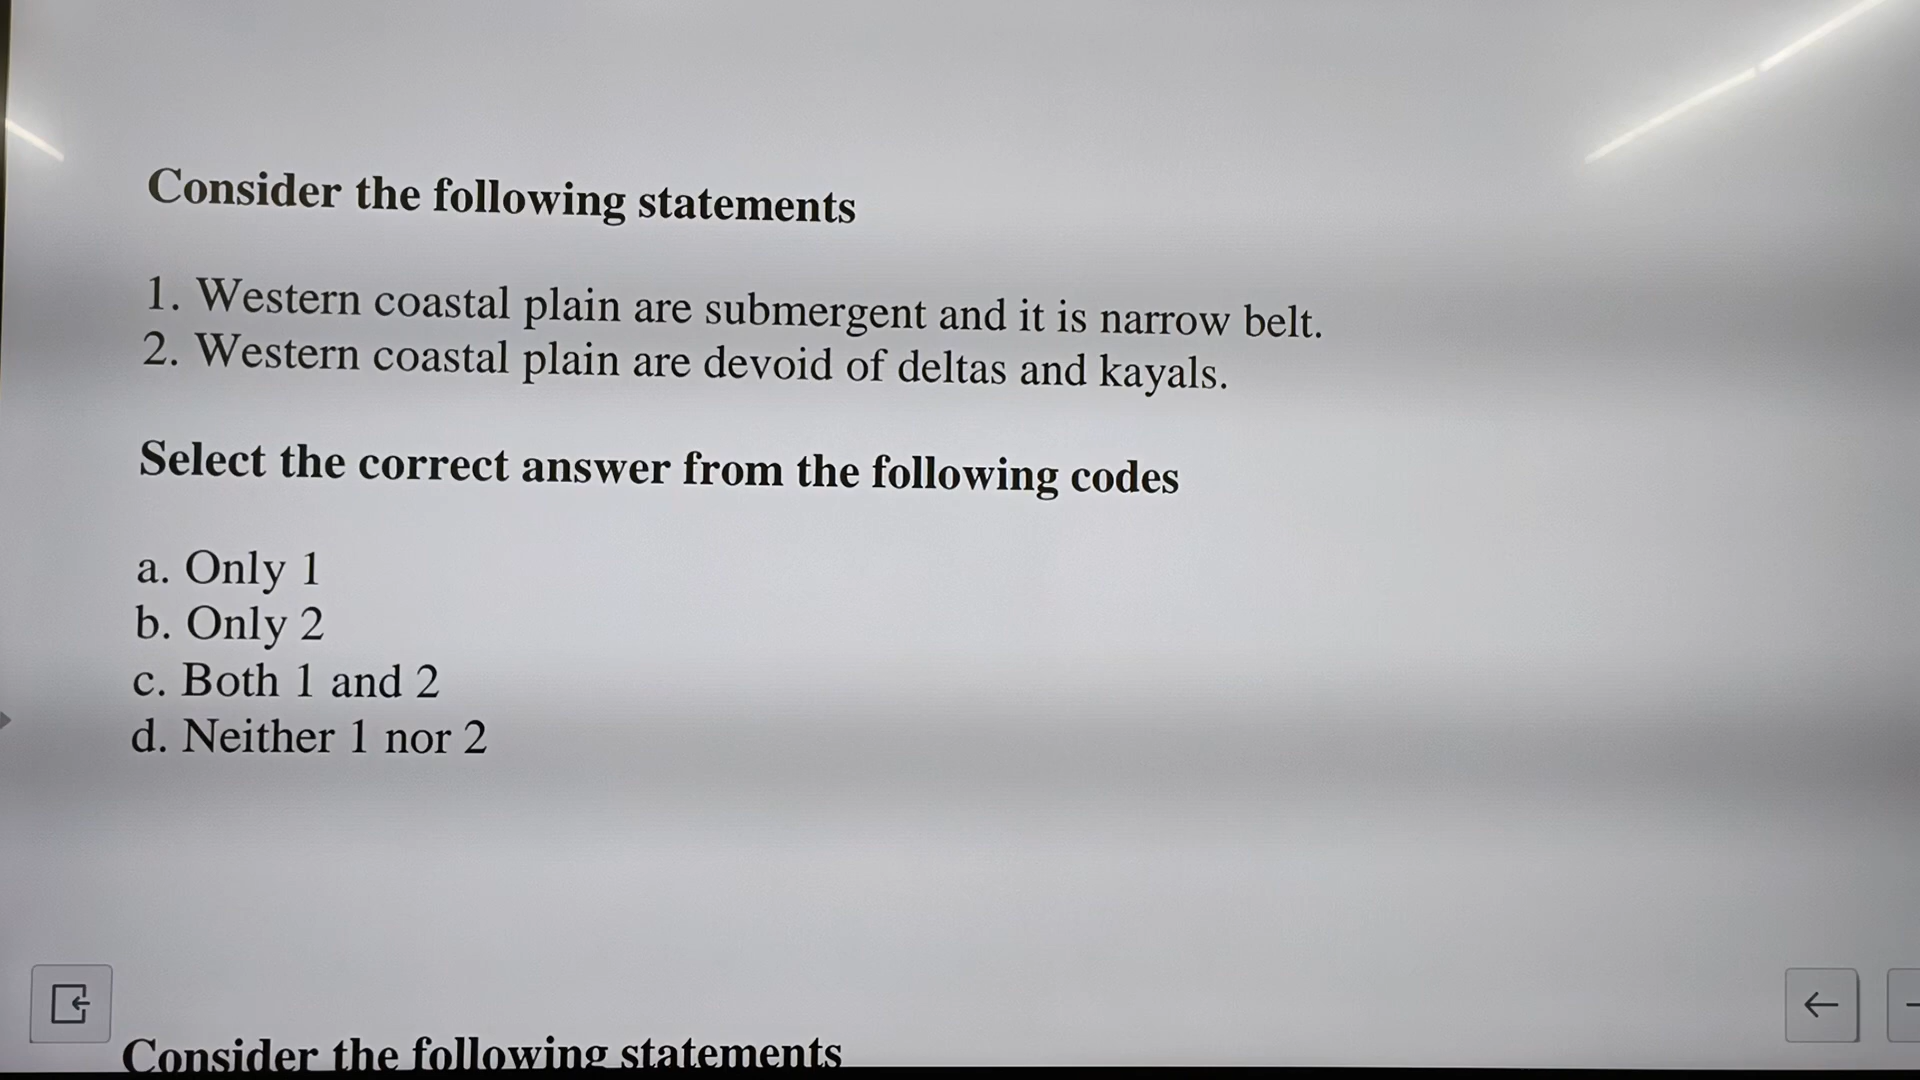 Consider the following statements
1. Western coastal plain are submergent and it is narrow belt.
2. Western coastal plain are devoid of deltas and kayals.
Select the correct answer from the following codes
a. Only 1
b. Only 2
c. Both 1 and 2
d. Neither 1 nor 2
Consider the following statements